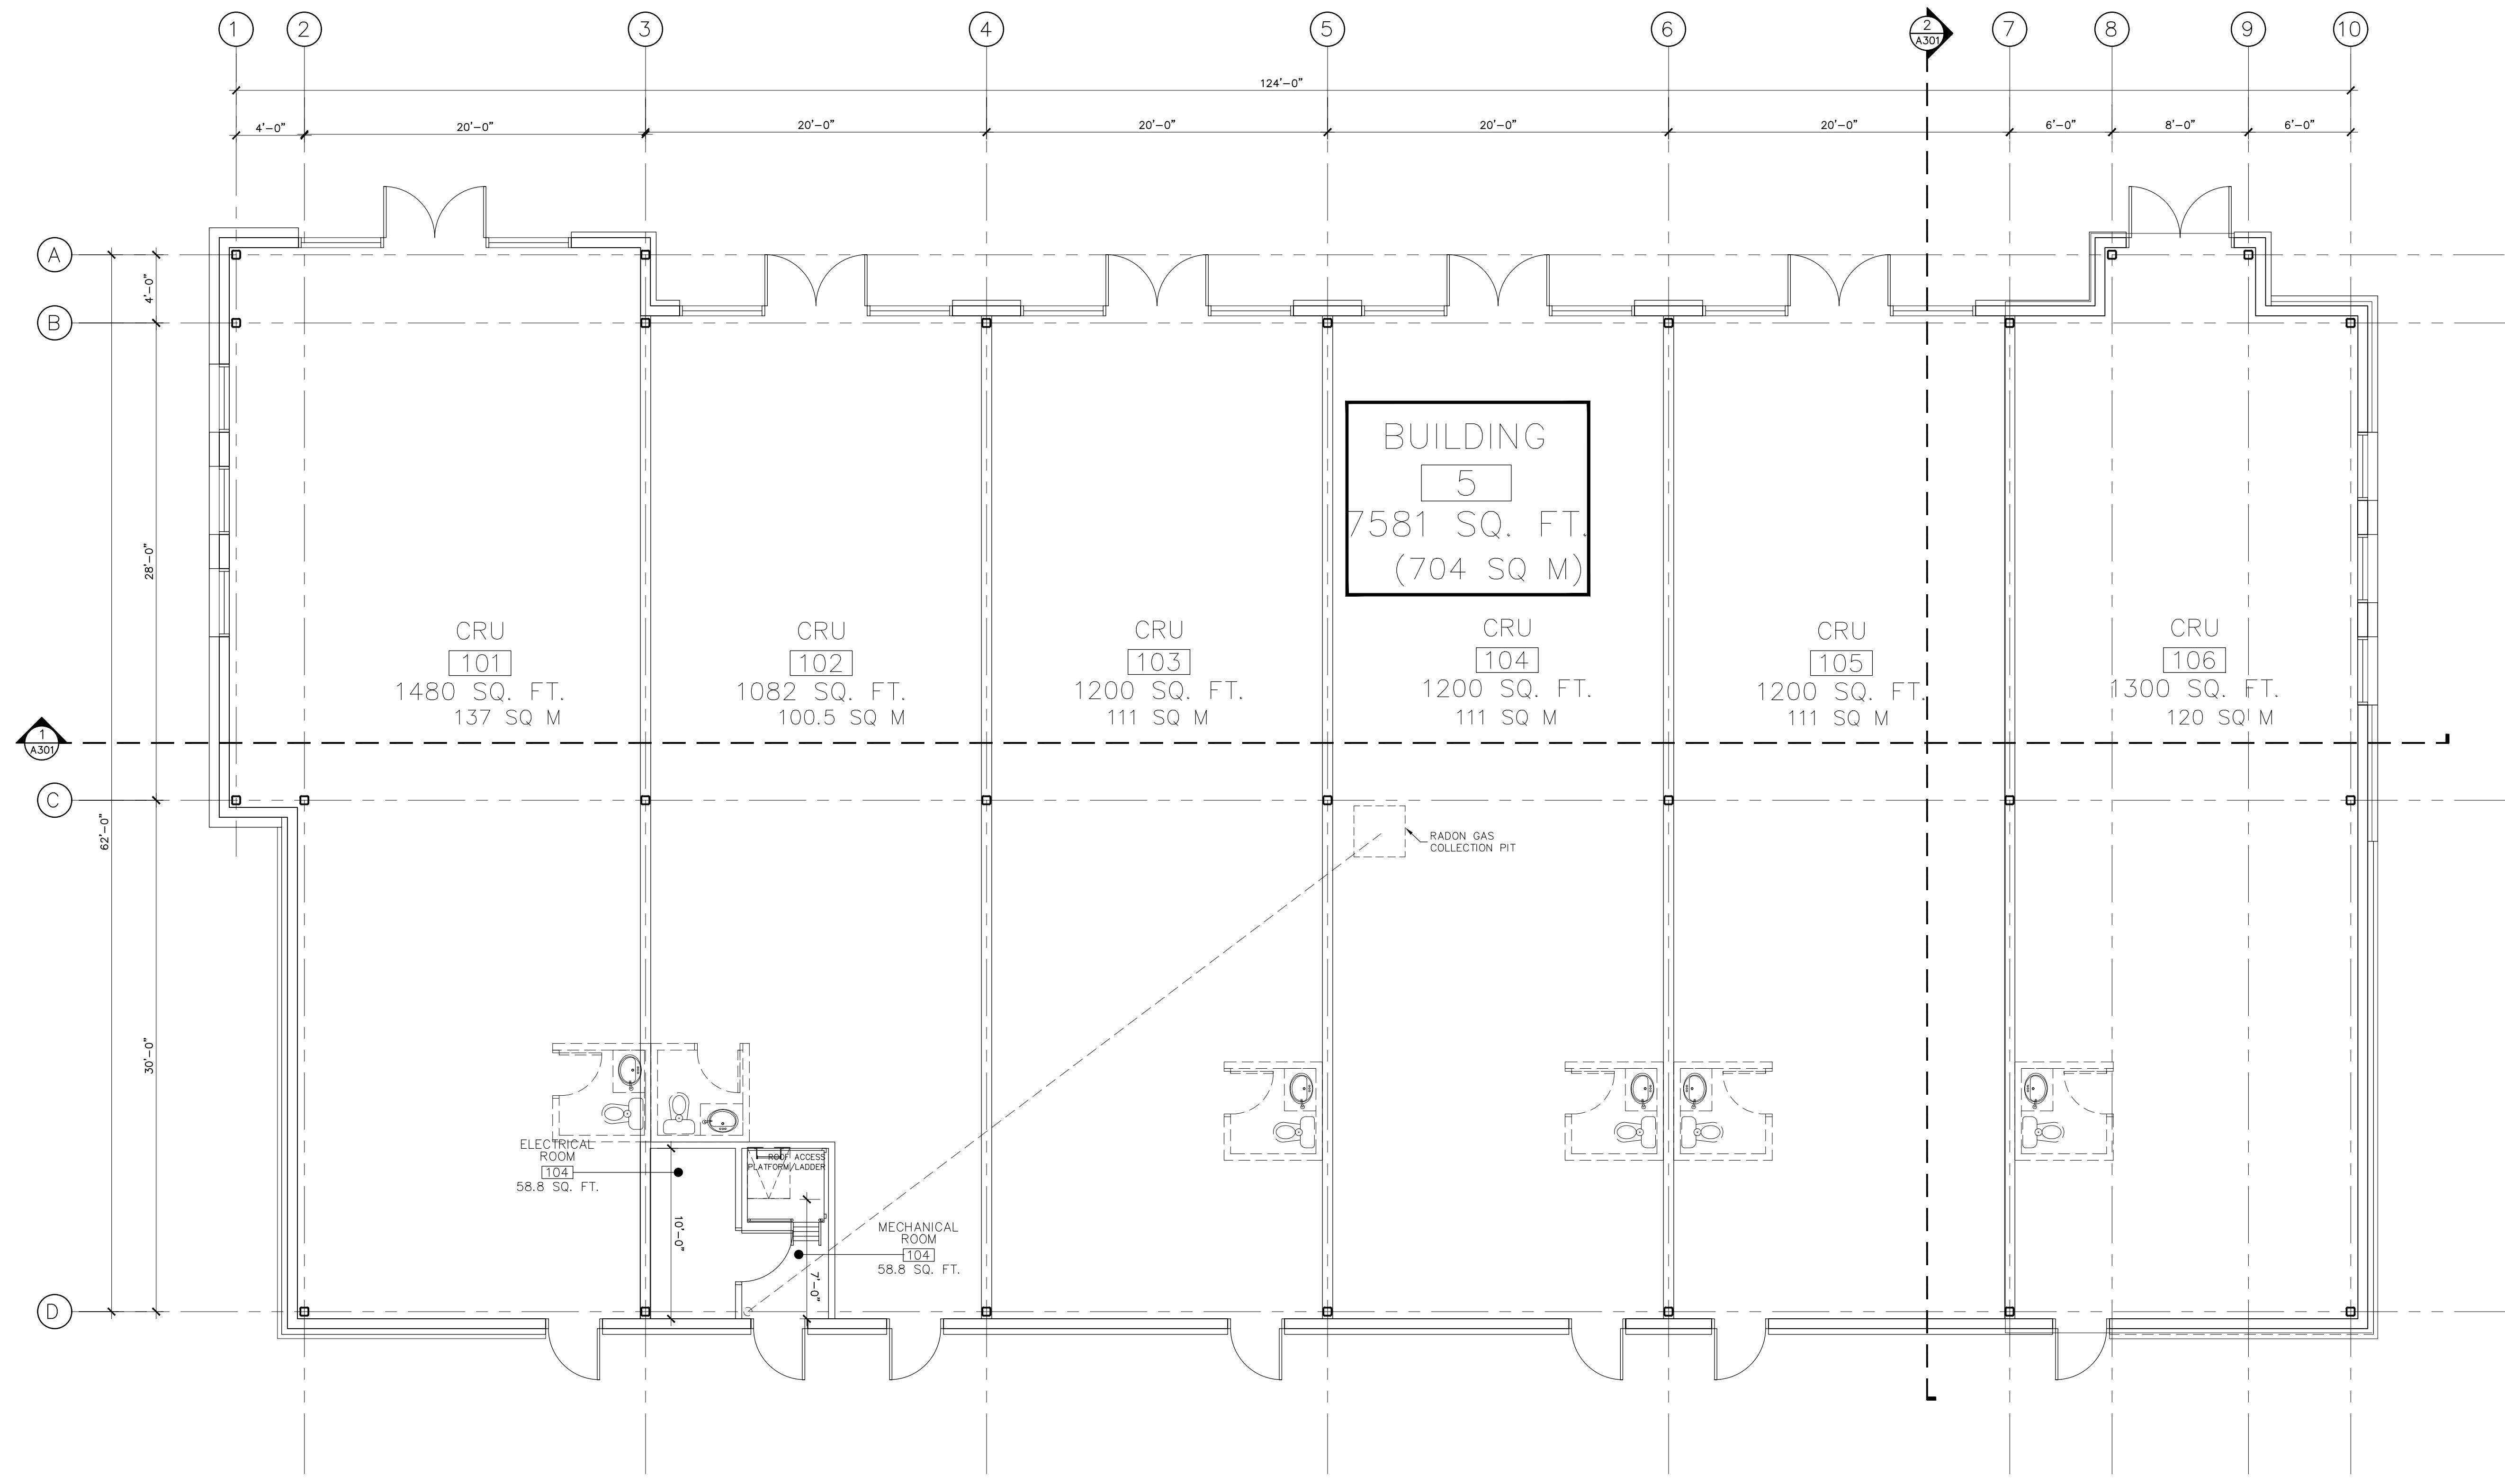 1
2
3
4
5
6
2
A301
7
8
9
10
124'-0"
4'-0"
20'-0"
20'-0"
20'-0"
20'-0"
20'-0"
6'-0"
8'-0"
6'-0"
A
4'-0"
B
28'-0"
62'-0"
30'-0"
C
D
1
A301
BUILDING
5
7581 SQ. FT.
(704 SQ M)
CRU
101
1480 SQ. FT.
137 SQ M
CRU
102
1082 SQ. FT.
100.5 SQ M
CRU
103
1200 SQ. FT.
111 SQ M
CRU
104
1200 SQ. FT.
111 SQ M
CRU
105
1200 SQ. FT.
111 SQ M
CRU
106
1300 SQ. FT.
120 SQ M
RADON GAS
COLLECTION PIT
ELECTRICAL
ROOM
104
58.8 SQ. FT.
ROOF ACCESS
PLATFORM/LADDER
10'-0"
MECHANICAL
ROOM
104
58.8 SQ. FT.
7'-0"